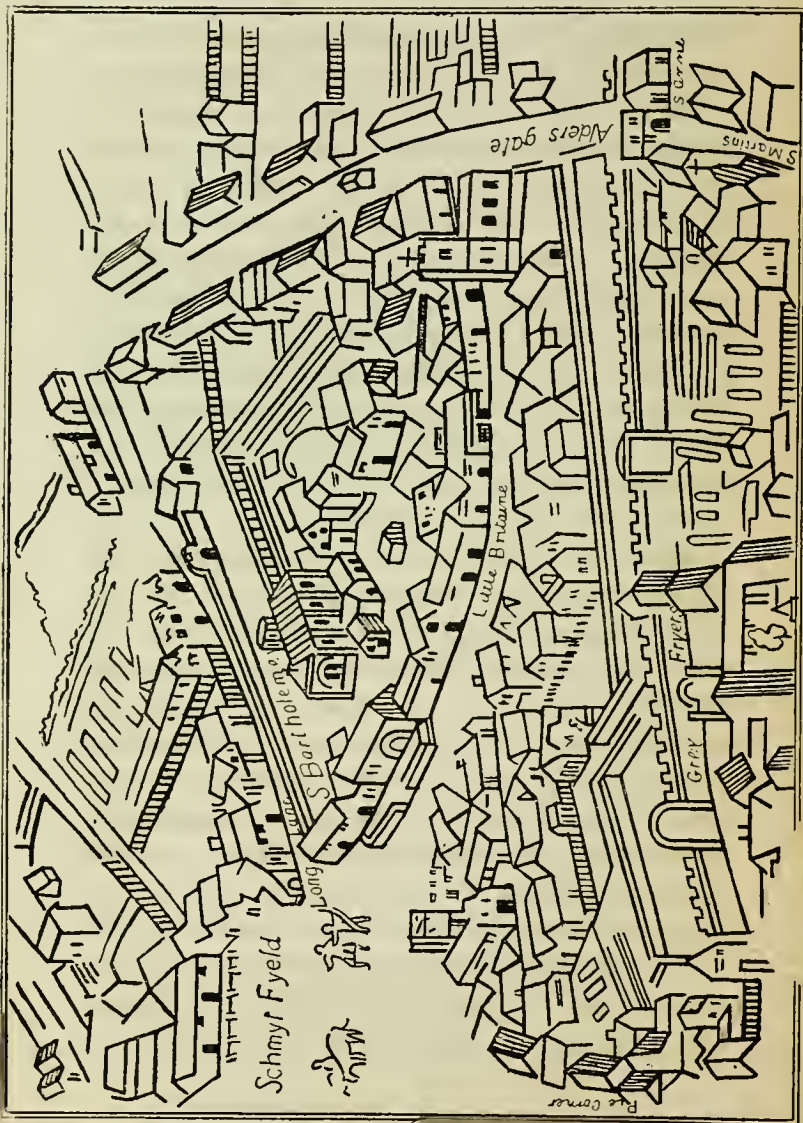 S Anne
S Martins
Alders gate
Little Britaine
S Bartholeme
Long Lane
Schmyt Fyeld
Grey Fryers
Pye Corner